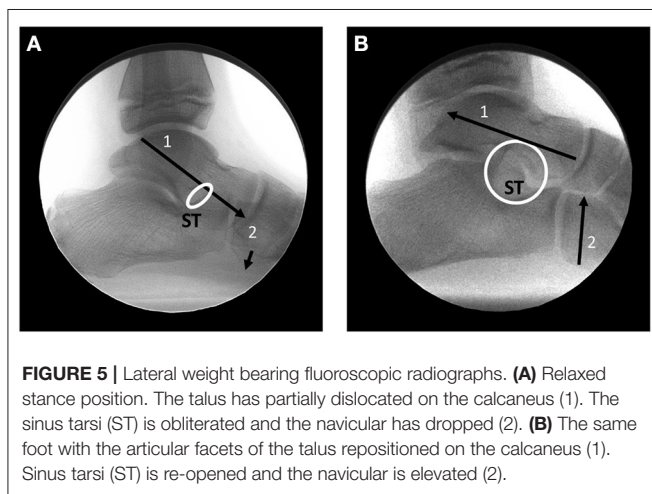 A
1
2
ST
B
1
ST
2
FIGURE 5 | Lateral weight bearing fluoroscopic radiographs. (A) Relaxed
stance position. The talus has partially dislocated on the calcaneus (1). The
sinus tarsi (ST) is obliterated and the navicular has dropped (2). (B) The same
foot with the articular facets of the talus repositioned on the calcaneus (1).
Sinus tarsi (ST) is re-opened and the navicular is elevated (2).